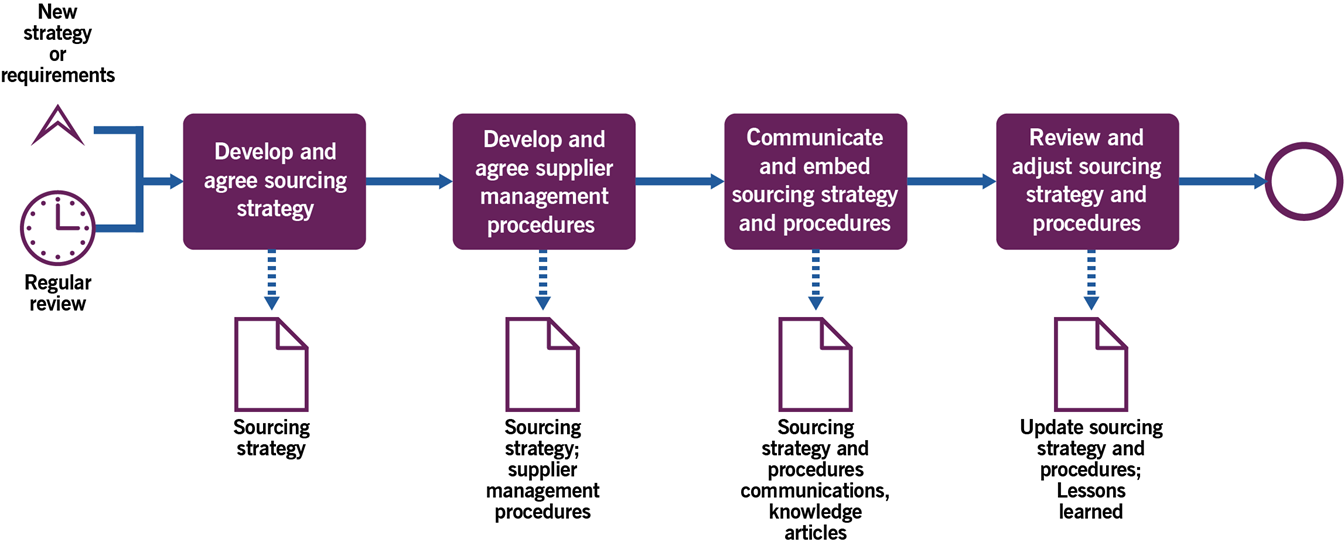 New
strategy
or
requirements
Regular
review
Develop and
agree sourcing
strategy
Develop and
agree supplier
management
procedures
Communicate
and embed
sourcing strategy
and procedures
Review and
adjust sourcing
strategy and
procedures
Sourcing
strategy
Sourcing
strategy;
supplier
management
procedures
Sourcing
strategy and
procedures
communications,
knowledge
articles
Update sourcing
strategy and
procedures;
Lessons
learned